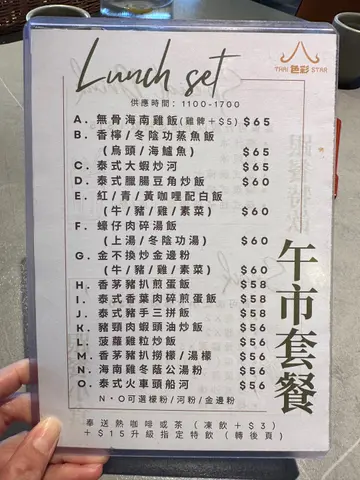 Lunch set
THAI 色彩 STAR
供應時間：1100-1700
A. 無骨海南雞飯(雞髀+$5) $65
B. 香檸/冬陰功蒸魚飯
(烏頭/海鱸魚) $65
C. 泰式大蝦炒河 $65
D. 泰式臘腸豆角炒飯 $60
E. 紅/青/黃咖哩配白飯
(牛/豬/雞/素菜) $60
F. 蠔仔肉碎湯飯
(上湯/冬陰功湯) $60
G. 金不換炒金邊粉
(牛/豬/雞/素菜) $60
H. 香茅豬扒煎蛋飯 $58
I. 泰式香葉肉碎煎蛋飯 $58
J. 泰式豬手三拼飯 $58
K. 豬頸肉蝦頭油炒飯 $56
L. 菠蘿雞粒炒飯 $56
M. 香茅豬扒撈檬/湯檬 $56
N. 海南雞冬蔭公湯粉 $56
O. 泰式火車頭船河 $56
N・O可選檬粉/河粉/金邊粉
奉送熱咖啡或茶 (凍飲+$3)
+$15升級指定特飲 (轉後頁)
午市套餐